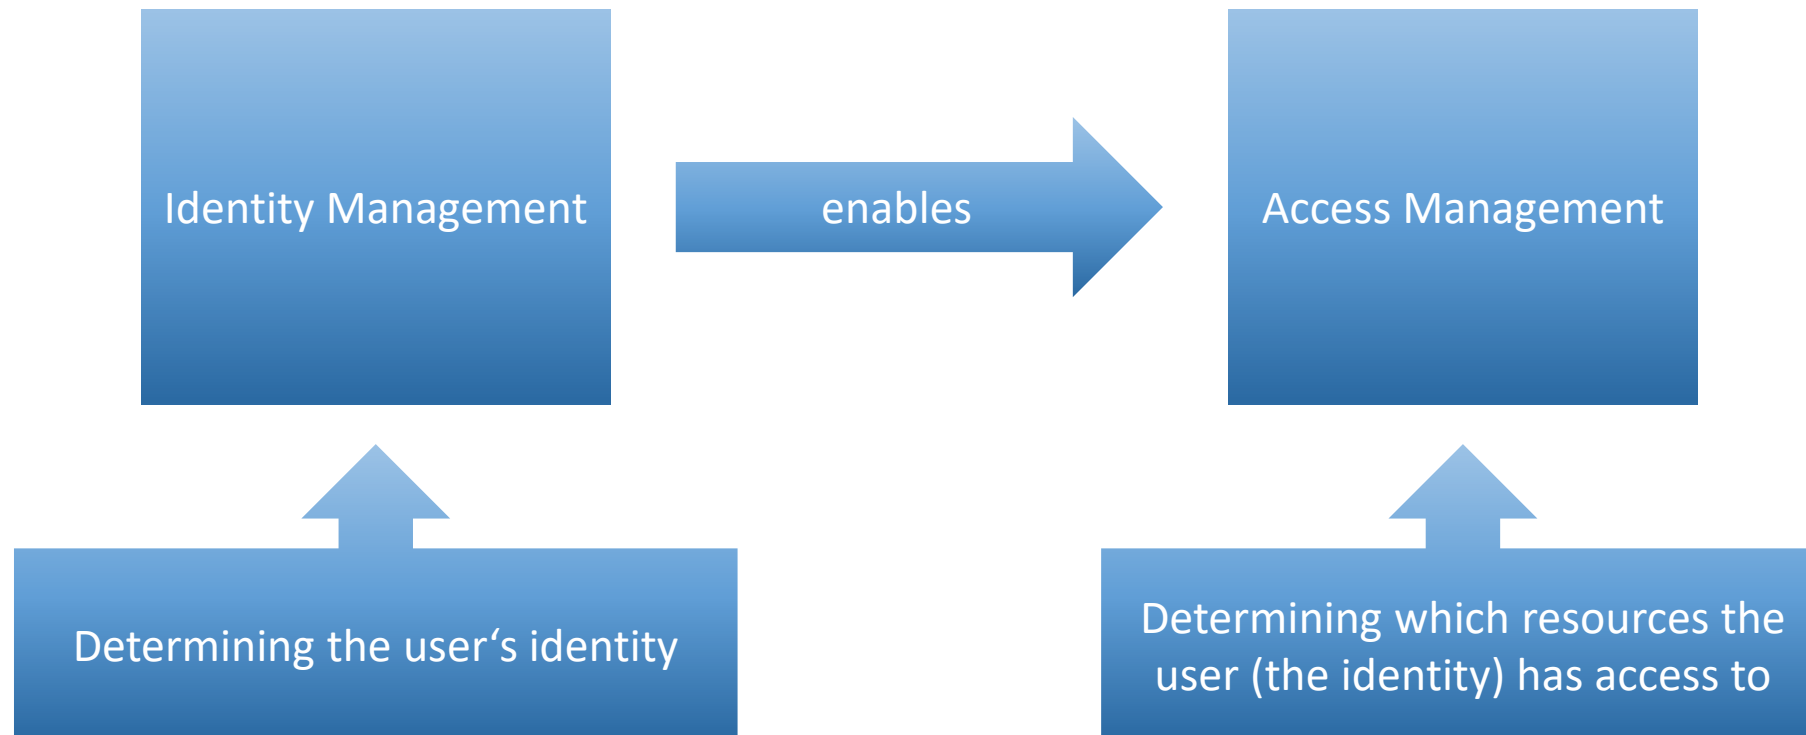 Identity Management
enables
Access Management
Determining the user‘s identity
Determining which resources the
user (the identity) has access to